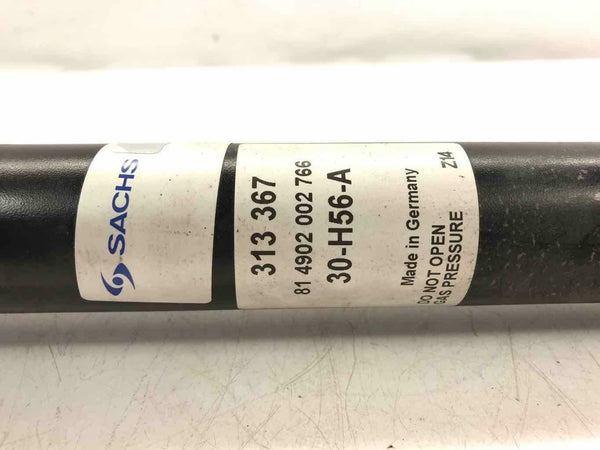 SACHS
313 367
81 4902 002 766
30-H56-A
Made in Germany
DO NOT OPEN
GAS PRESSURE
Z14